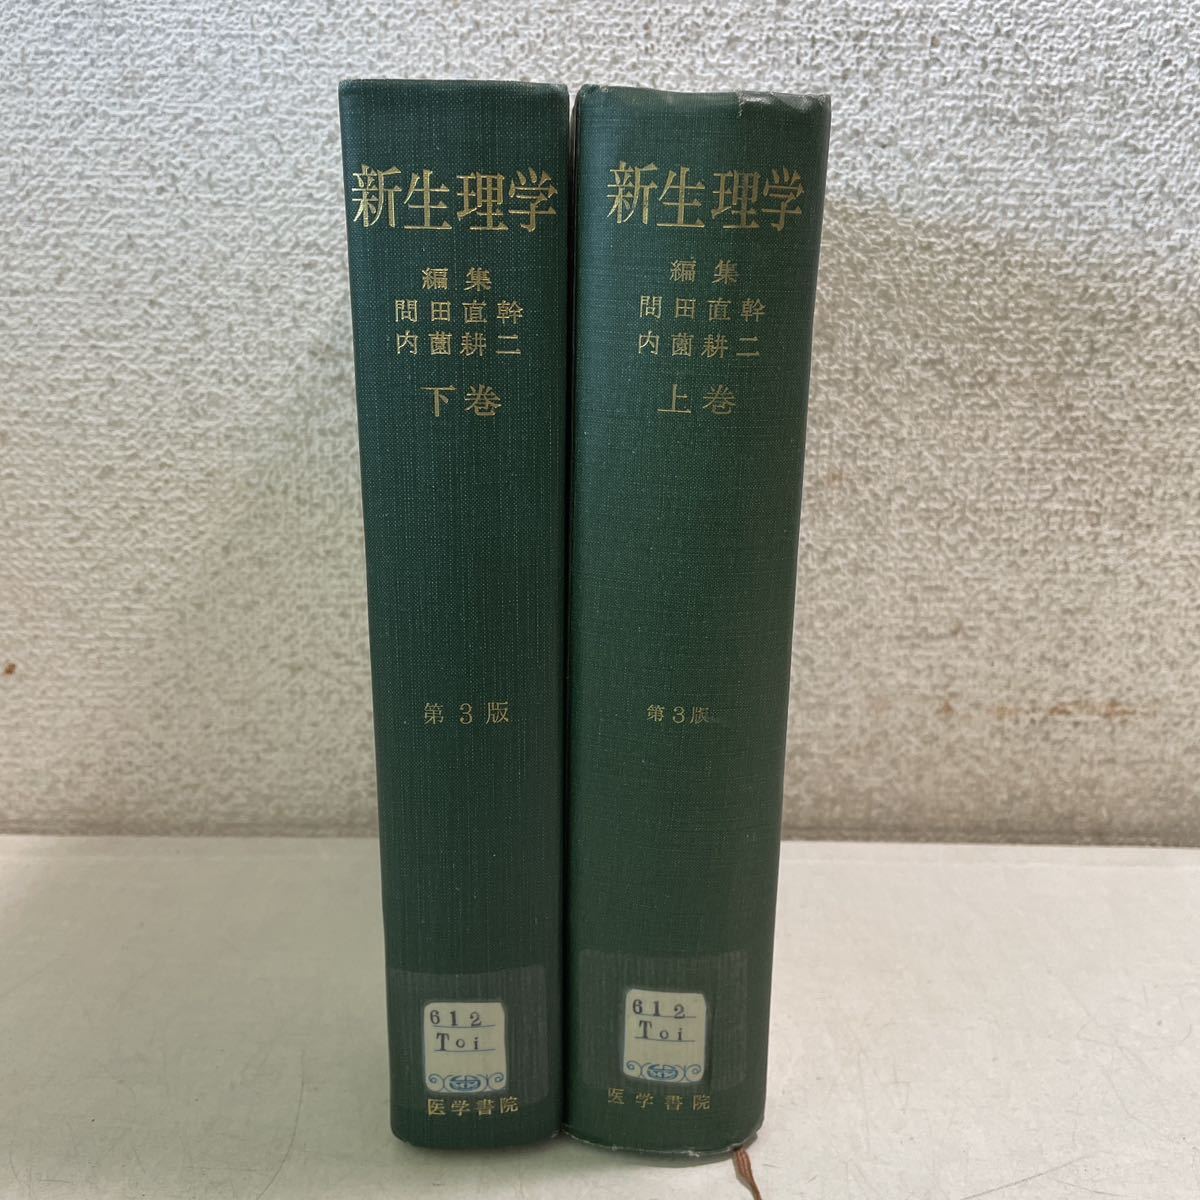 新生理学
編集
問田直幹
内薗耕二
下巻
第3版
612
Toi
医学書院
新生理学
編集
問田直幹
内薗耕二
上巻
第3版
612
Toi
医学書院